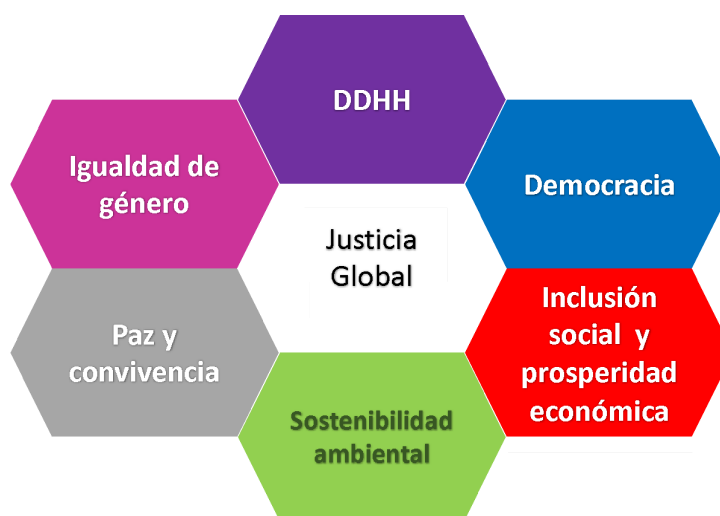 DDHH
Igualdad de
género
Democracia
Justicia
Global
Inclusión
social y
prosperidad
económica
Paz y
convivencia
Sostenibilidad
ambiental